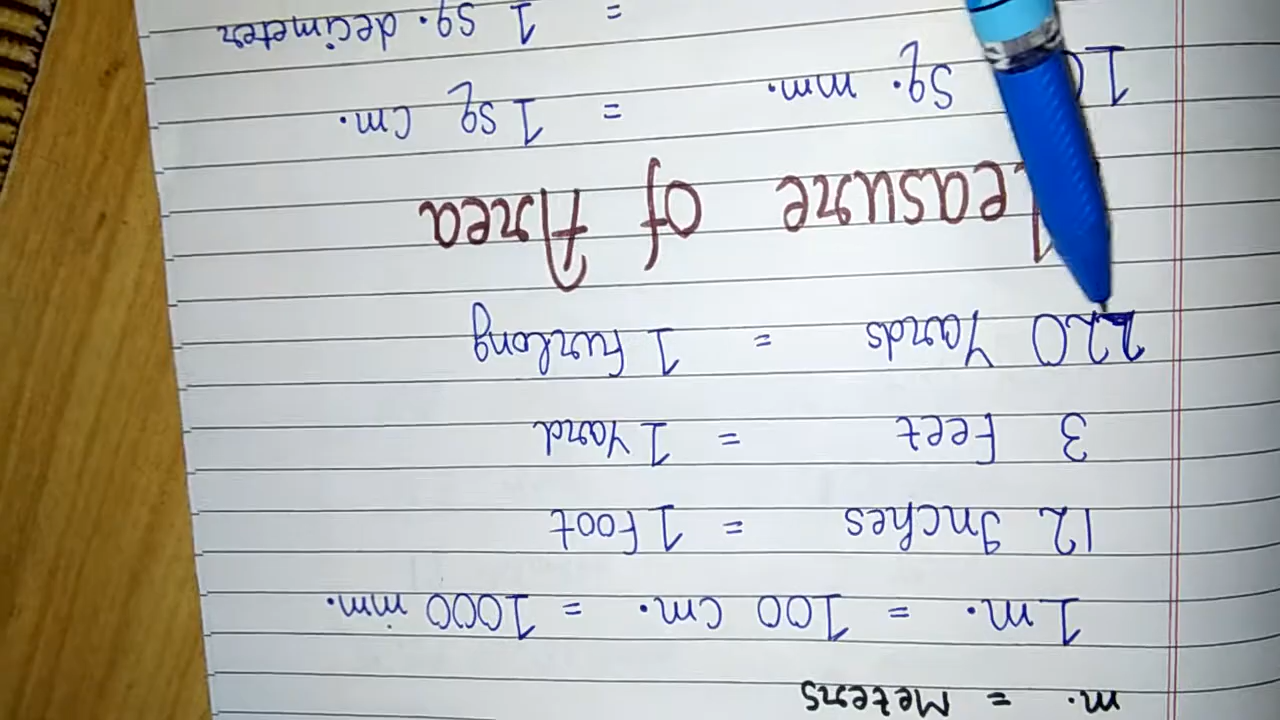 m. = Meters
1 m. = 100 cm. = 1000 mm.
12 Inches = 1 Foot
3 Feet = 1 Yard
220 Yards = 1 Furlong
Measure of Area
Sq. mm. = 1 Sq cm.
= 1 Sq. decimeter